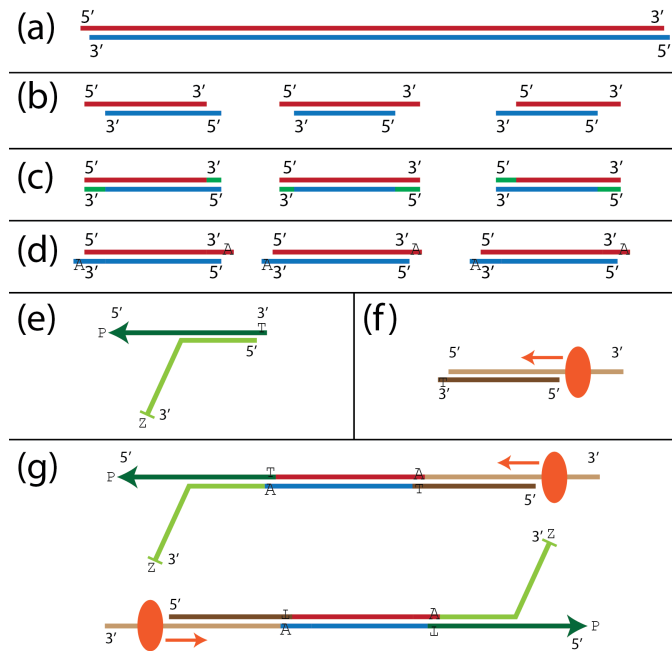 (a)
5′
3′
5′
3′
(b)
5′ 3′ 5′ 3′ 5′ 3′
3′ 5′ 3′ 5′ 3′ 5′
(c)
5′ 3′ 5′ 3′ 5′ 3′
3′ 5′ 3′ 5′ 3′ 5′
(d)
5′ 3′ A 5′ 3′ A 5′ 3′ A
A 3′ 5′ A 3′ 5′ A 3′ 5′
(e)
5′ 3′
P T
5′
Z 3′
(f)
5′ 3′
T
3′ 5′
(g)
5′ 3′
P T A
A T 5′
Z 3′
3′ Z
5′
T A
3′ A T 5′ P